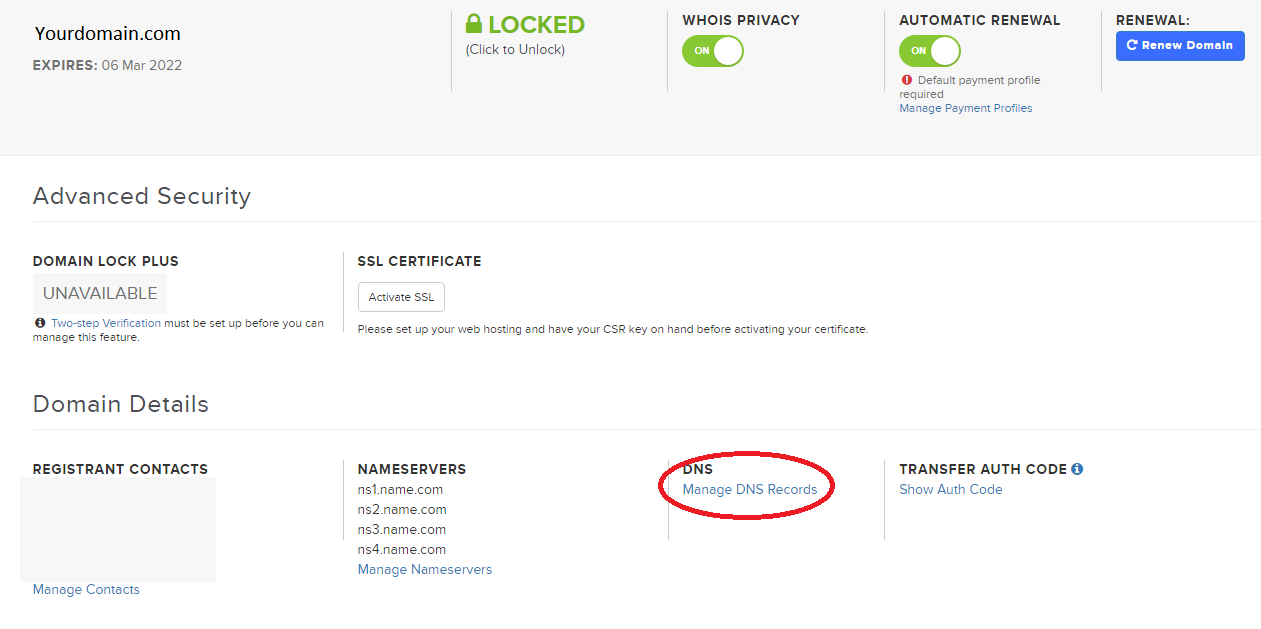 Yourdomain.com
EXPIRES: 06 Mar 2022
LOCKED
(Click to Unlock)
WHOIS PRIVACY
ON
AUTOMATIC RENEWAL
ON
Default payment profile
required
Manage Payment Profiles
RENEWAL:
Renew Domain
Advanced Security
DOMAIN LOCK PLUS
UNAVAILABLE
Two-step Verification must be set up before you can
manage this feature.
SSL CERTIFICATE
Activate SSL
Please set up your web hosting and have your CSR key on hand before activating your certificate.
Domain Details
REGISTRANT CONTACTS
Manage Contacts
NAMESERVERS
ns1.name.com
ns2.name.com
ns3.name.com
ns4.name.com
Manage Nameservers
DNS
Manage DNS Records
TRANSFER AUTH CODE
Show Auth Code